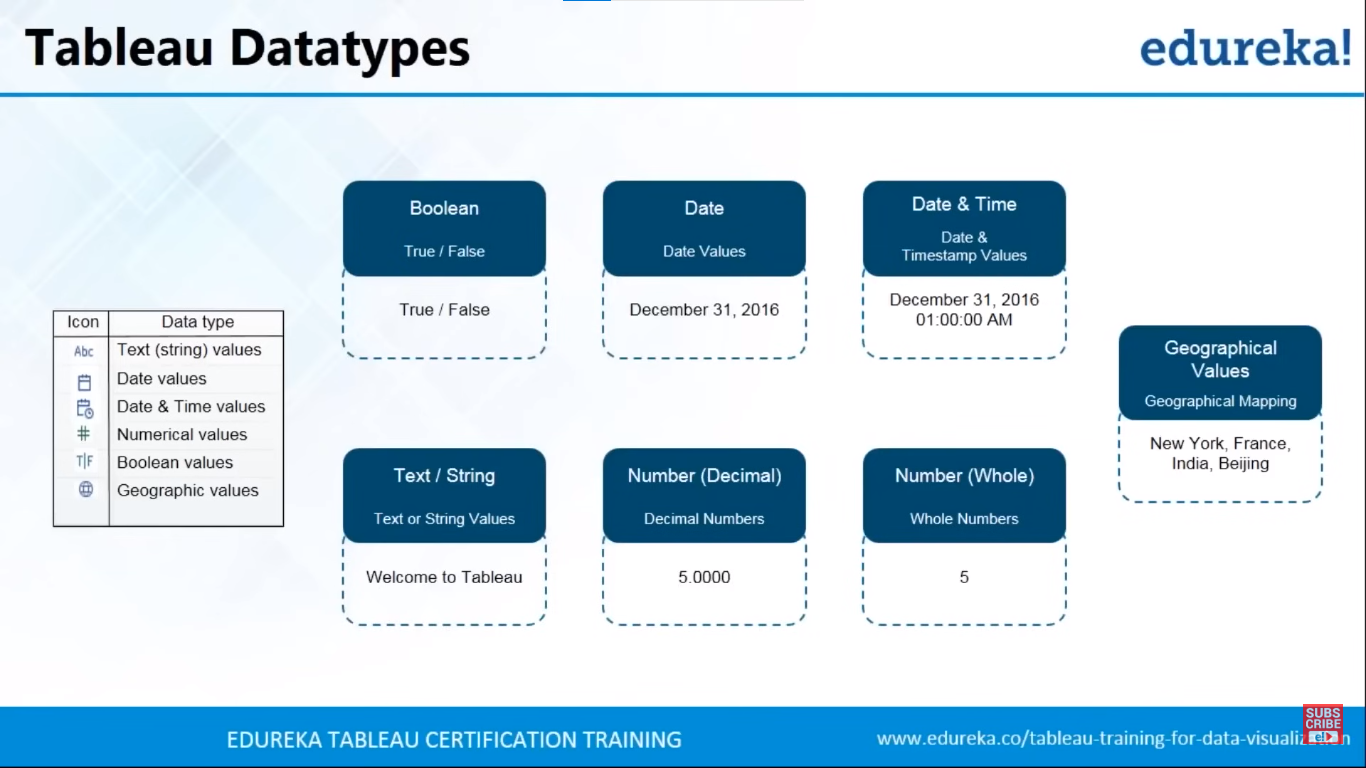 Tableau Datatypes
edureka!
Icon Data type
Abc Text (string) values
Date values
Date & Time values
# Numerical values
T|F Boolean values
Geographic values
Boolean
True / False
True / False
Date
Date Values
December 31, 2016
Date & Time
Date &
Timestamp Values
December 31, 2016
01:00:00 AM
Text / String
Text or String Values
Welcome to Tableau
Number (Decimal)
Decimal Numbers
5.0000
Number (Whole)
Whole Numbers
5
Geographical
Values
Geographical Mapping
New York, France,
India, Beijing
EDUREKA TABLEAU CERTIFICATION TRAINING
www.edureka.co/tableau-training-for-data-visualization
SUBS
CRIBE
e!